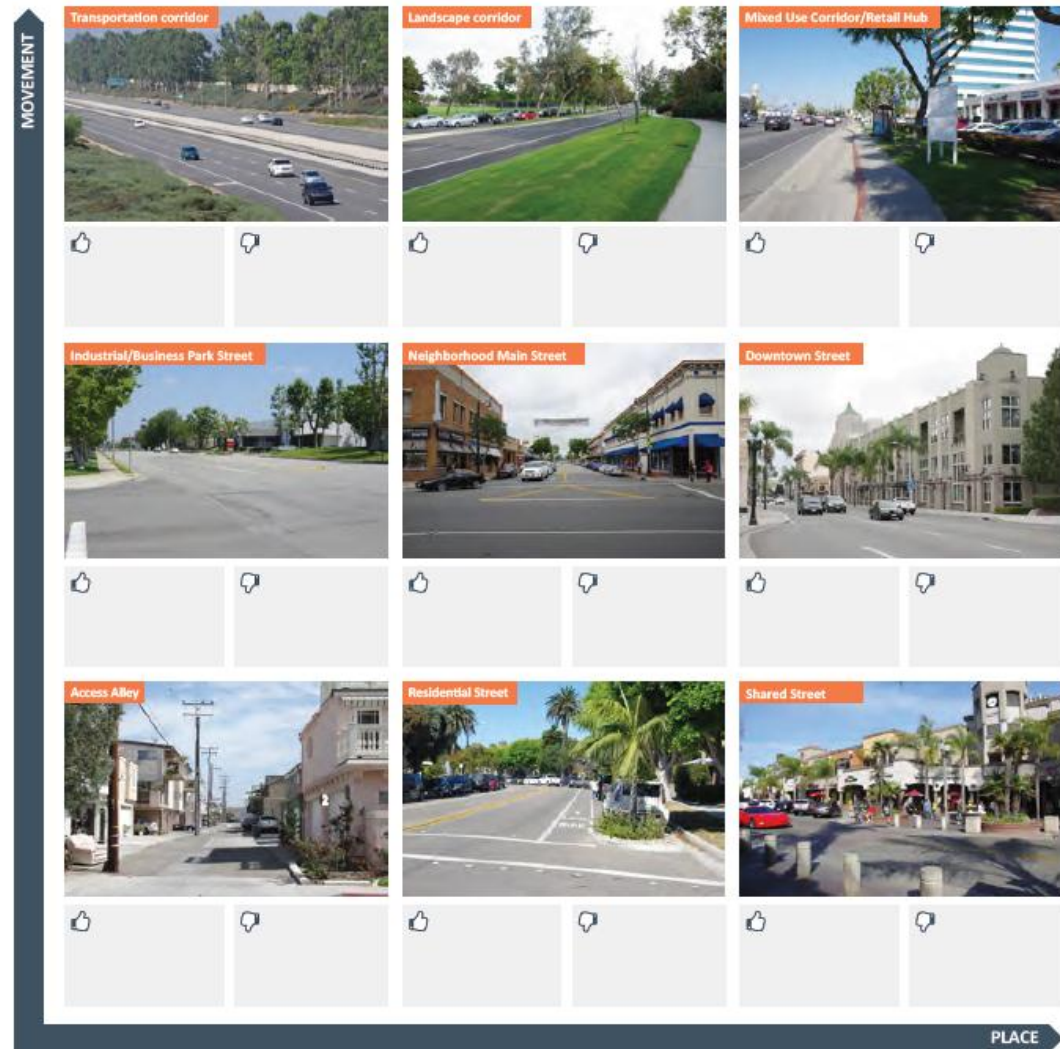 MOVEMENT
Transportation corridor
Landscape corridor
Mixed Use Corridor/Retail Hub
Industrial/Business Park Street
Neighborhood Main Street
Downtown Street
Access Alley
Residential Street
Shared Street
PLACE